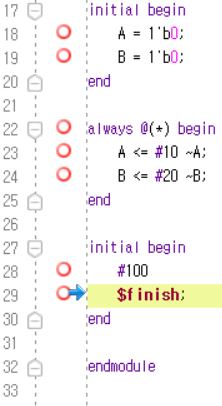 17 initial begin
18 A = 1'b0;
19 B = 1'b0;
20 end
21
22 always @(*) begin
23 A <= #10 ~A;
24 B <= #20 ~B;
25 end
26
27 initial begin
28 #100
29 $finish;
30 end
31
32 endmodule
33